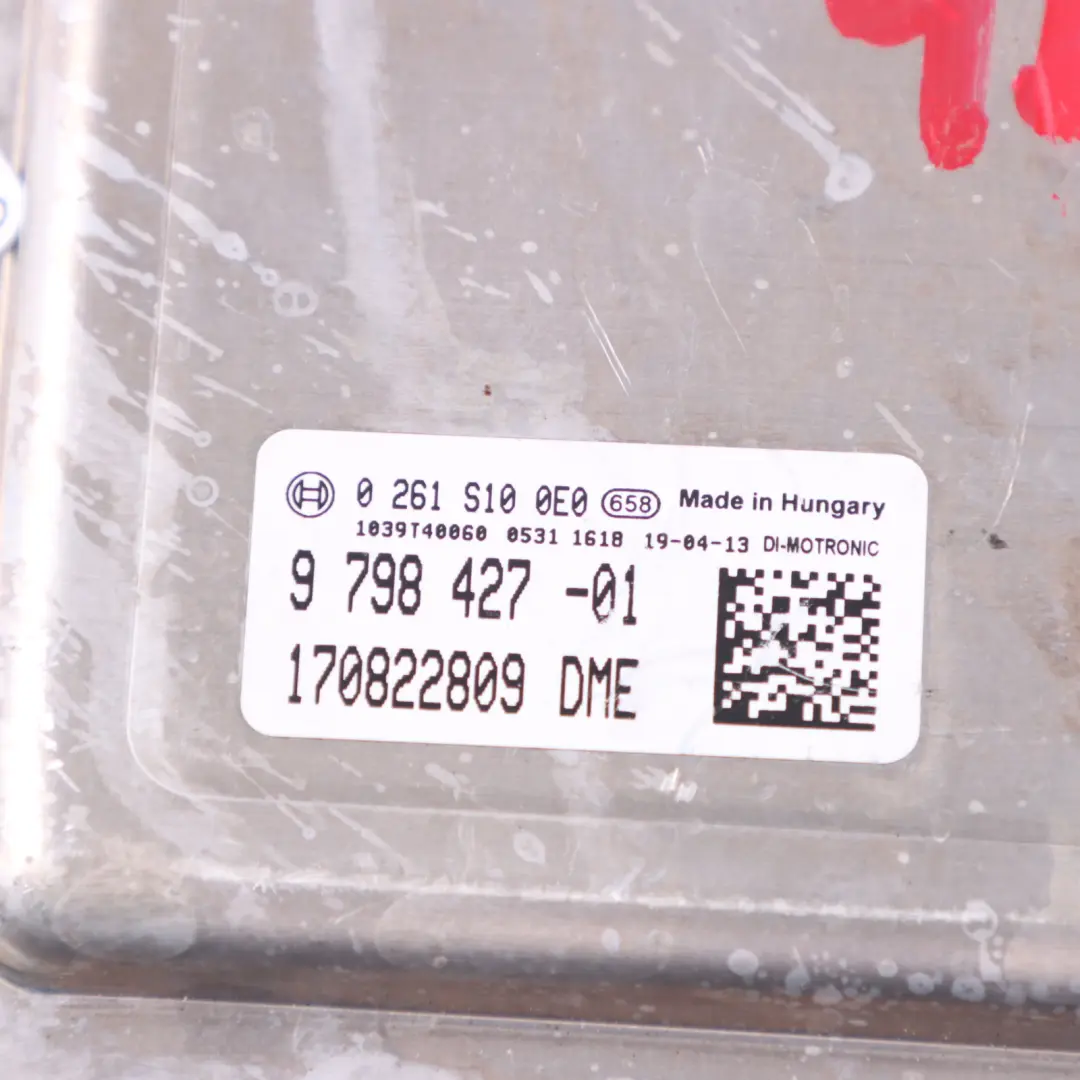 0 261 S10 0E0 658 Made in Hungary
1039T40060 0531 1618 19-04-13 DI-MOTRONIC
9 798 427 -01
170822809 DME